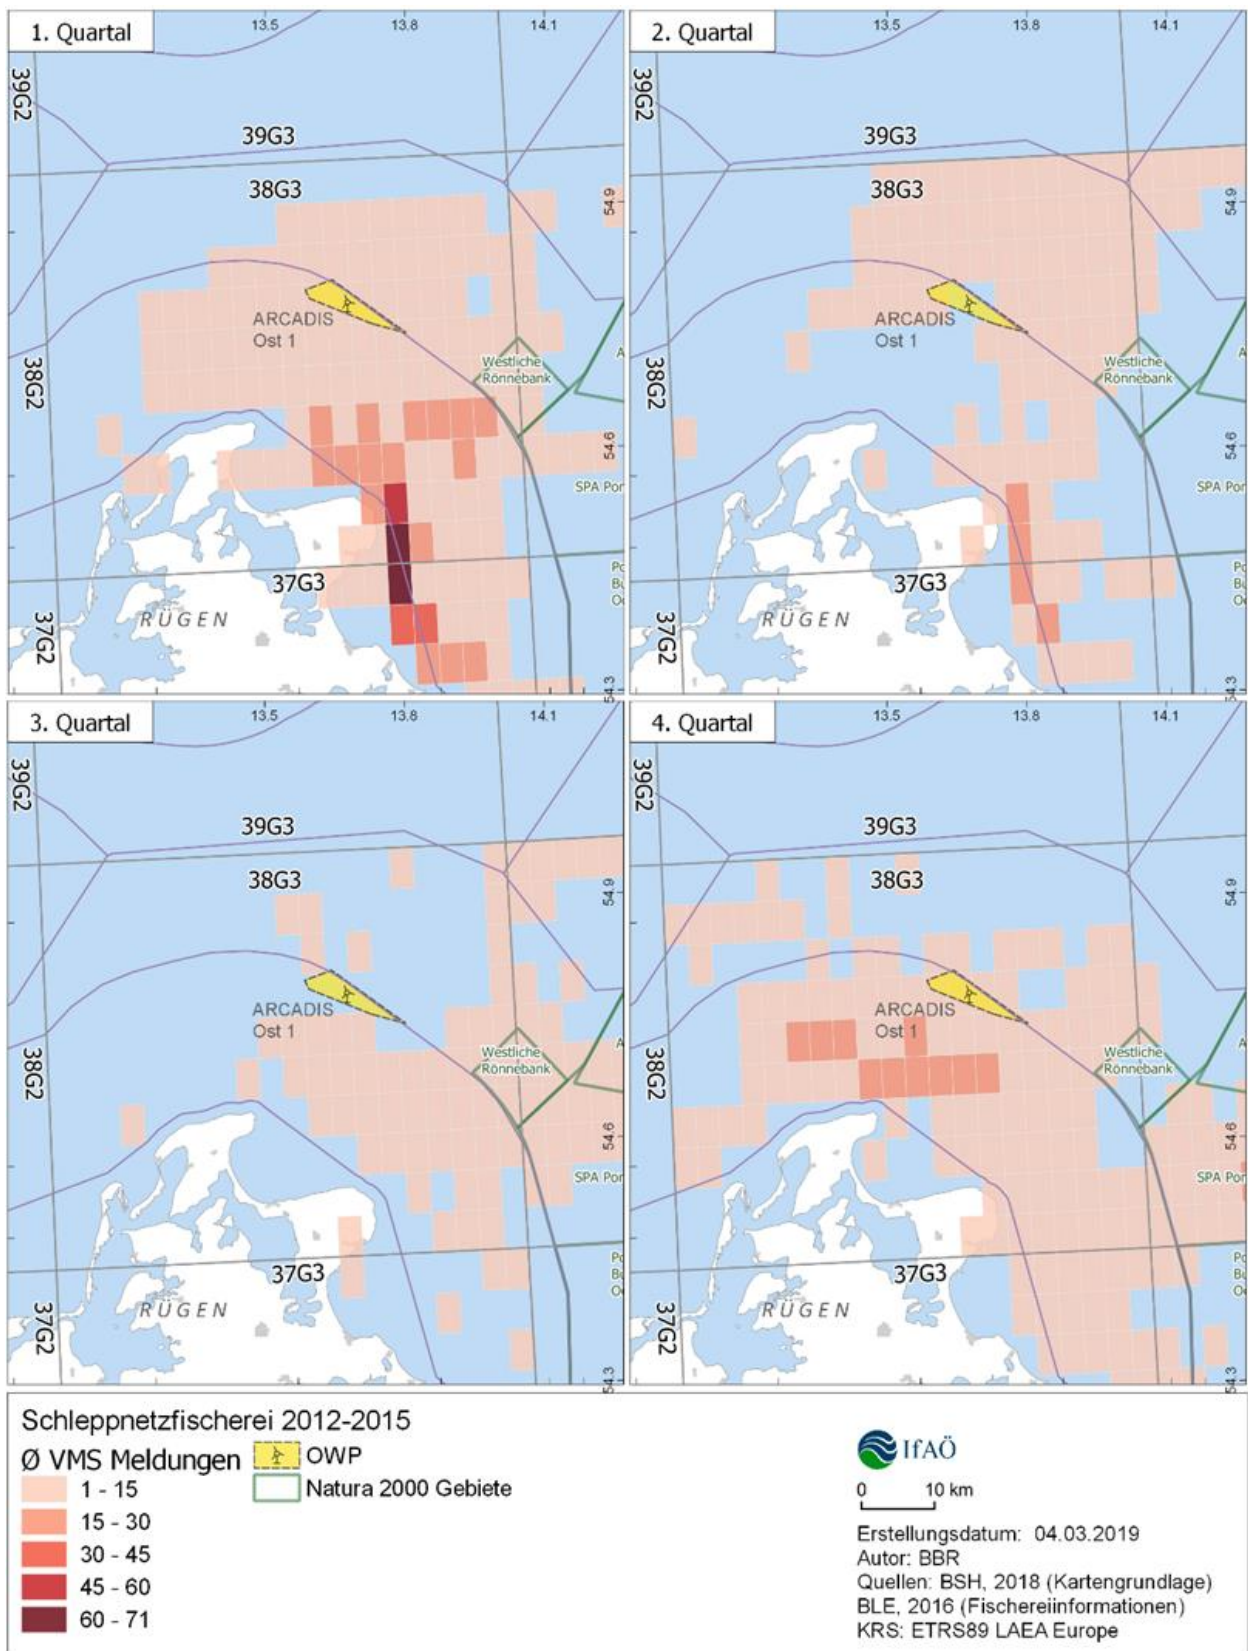 1. Quartal
13.5
13.8
14.1
39G2
39G3
38G3
54.9
ARCADIS
Ost 1
Westliche
Rönnebank
A
38G2
54.6
SPA Por
37G3
RÜGEN
37G2
54.3
2. Quartal
13.5
13.8
14.1
39G2
39G3
38G3
54.9
ARCADIS
Ost 1
Westliche
Rönnebank
A
38G2
54.6
SPA Por
37G3
RÜGEN
37G2
54.3
3. Quartal
13.5
13.8
14.1
39G2
39G3
38G3
54.9
ARCADIS
Ost 1
Westliche
Rönnebank
A
38G2
54.6
SPA Por
37G3
RÜGEN
37G2
54.3
4. Quartal
13.5
13.8
14.1
39G2
39G3
38G3
54.9
ARCADIS
Ost 1
Westliche
Rönnebank
A
38G2
54.6
SPA Por
37G3
RÜGEN
37G2
54.3
Schleppnetzfischerei 2012-2015
Ø VMS Meldungen
1 - 15
15 - 30
30 - 45
45 - 60
60 - 71
OWP
Natura 2000 Gebiete
IfAÖ
0 10 km
Erstellungsdatum: 04.03.2019
Autor: BBR
Quellen: BSH, 2018 (Kartengrundlage)
BLE, 2016 (Fischereiinformationen)
KRS: ETRS89 LAEA Europe